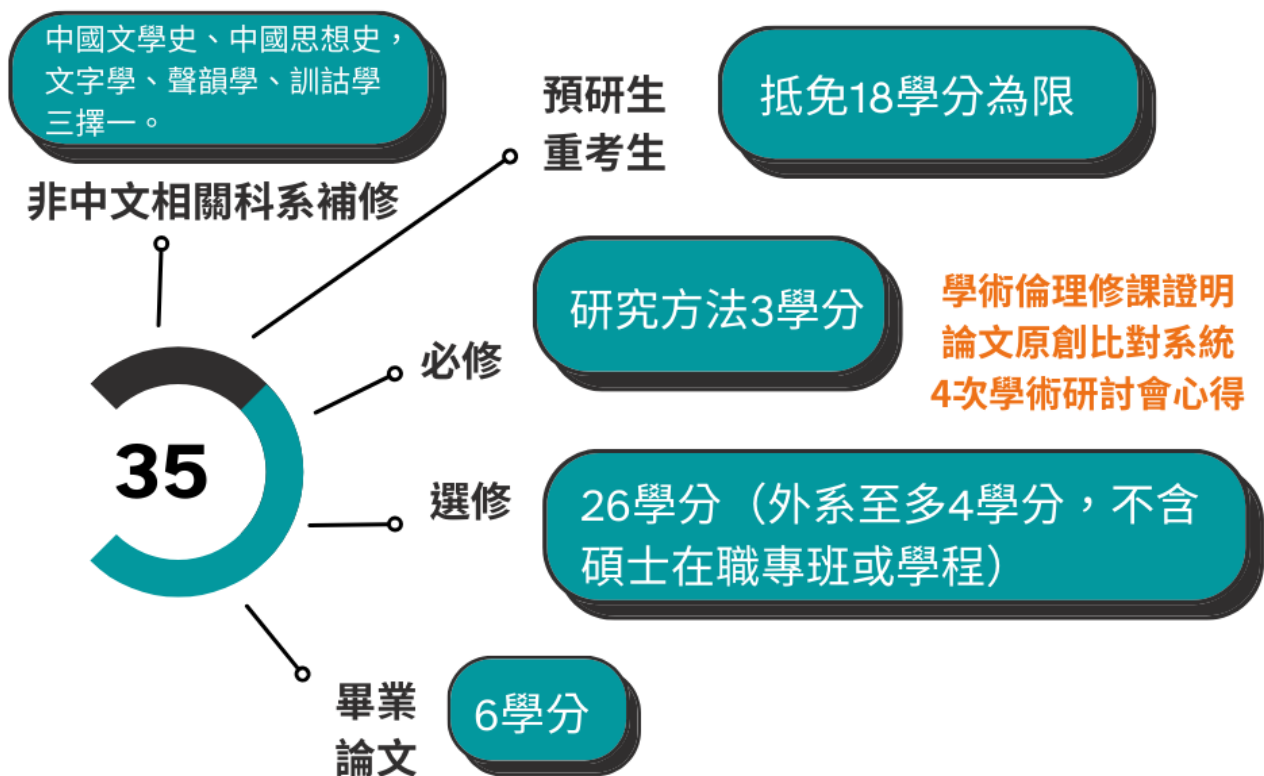 中國文學史、中國思想史，
文字學、聲韻學、訓詁學
三擇一。
非中文相關科系補修
預研生
重考生
抵免18學分為限
必修
研究方法3學分
學術倫理修課證明
論文原創比對系統
4次學術研討會心得
35
選修
26學分（外系至多4學分，不含
碩士在職專班或學程）
畢業
論文
6學分